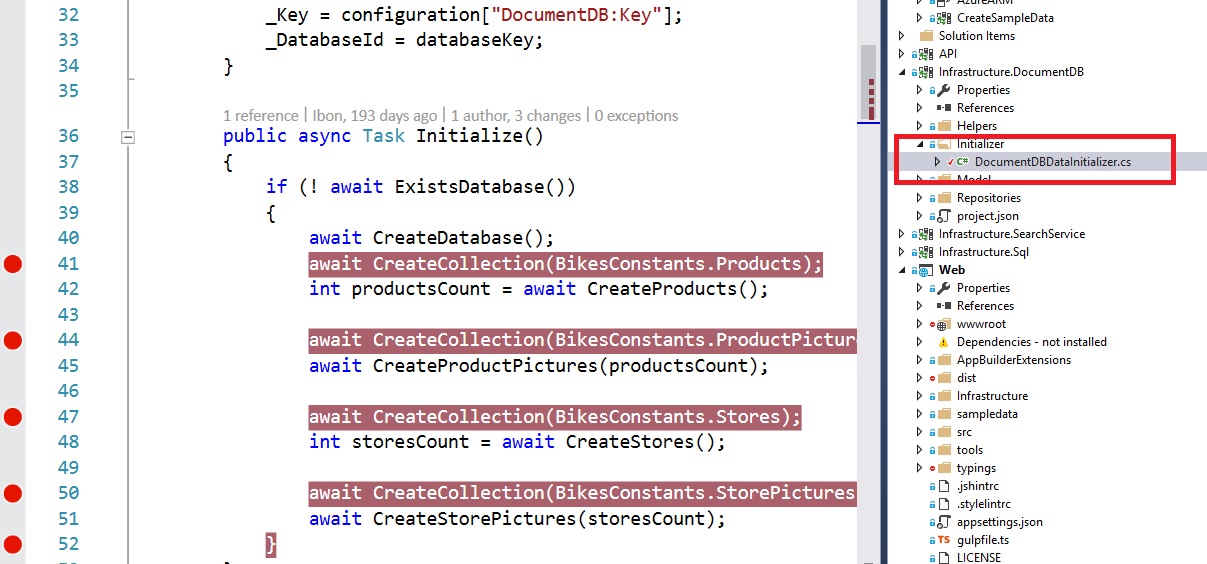 32 _Key = configuration["DocumentDB:Key"];
33 _DatabaseId = databaseKey;
34 }
35
1 reference | Ibon, 193 days ago | 1 author, 3 changes | 0 exceptions
36 public async Task Initialize()
37 {
38 if (! await ExistsDatabase())
39 {
40 await CreateDatabase();
41 await CreateCollection(BikesConstants.Products);
42 int productsCount = await CreateProducts();
43
44 await CreateCollection(BikesConstants.ProductPicture
45 await CreateProductPictures(productsCount);
46
47 await CreateCollection(BikesConstants.Stores);
48 int storesCount = await CreateStores();
49
50 await CreateCollection(BikesConstants.StorePictures
51 await CreateStorePictures(storesCount);
52 }
AzureARM
CreateSampleData
Solution Items
API
Infrastructure.DocumentDB
Properties
References
Helpers
Initializer
C# DocumentDBDataInitializer.cs
Model
Repositories
project.json
Infrastructure.SearchService
Infrastructure.Sql
Web
Properties
References
wwwroot
Dependencies - not installed
AppBuilderExtensions
dist
Infrastructure
sampledata
src
tools
typings
.jshintrc
.stylelintrc
appsettings.json
TS gulpfile.ts
LICENSE